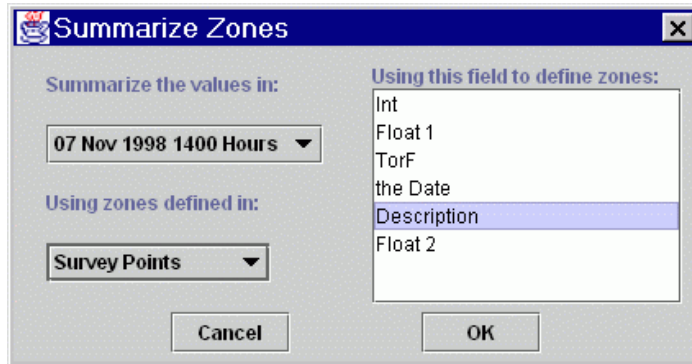 Summarize Zones
Summarize the values in:
07 Nov 1998 1400 Hours
Using zones defined in:
Survey Points
Using this field to define zones:
Int
Float 1
TorF
the Date
Description
Float 2
Cancel
OK